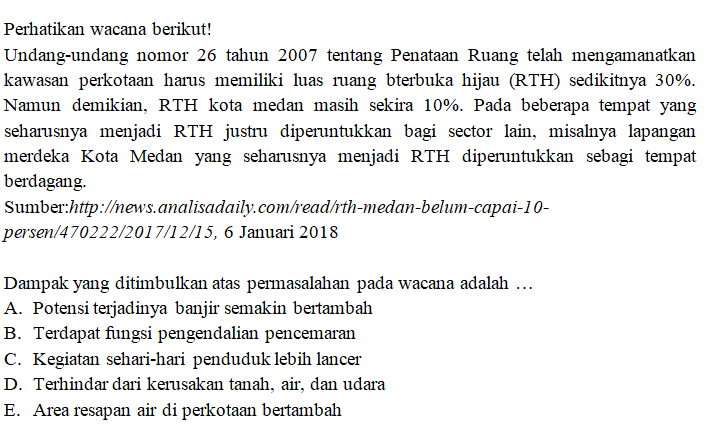 Perhatikan wacana berikut!
Undang-undang nomor 26 tahun 2007 tentang Penataan Ruang telah mengamanatkan
kawasan perkotaan harus memiliki luas ruang bterbuka hijau (RTH) sedikitnya 30%.
Namun demikian, RTH kota medan masih sekira 10%. Pada beberapa tempat yang
seharusnya menjadi RTH justru diperuntukkan bagi sector lain, misalnya lapangan
merdeka Kota Medan yang seharusnya menjadi RTH diperuntukkan sebagi tempat
berdagang.
Sumber:http://news.analisadaily.com/read/rth-medan-belum-capai-10-
persen/470222/2017/12/15, 6 Januari 2018
Dampak yang ditimbulkan atas permasalahan pada wacana adalah …
A. Potensi terjadinya banjir semakin bertambah
B. Terdapat fungsi pengendalian pencemaran
C. Kegiatan sehari-hari penduduk lebih lancer
D. Terhindar dari kerusakan tanah, air, dan udara
E. Area resapan air di perkotaan bertambah